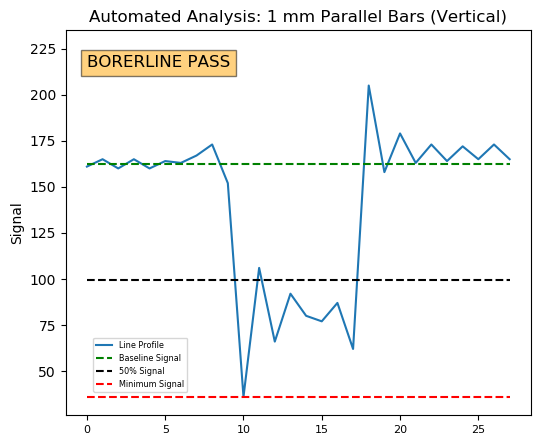 Automated Analysis: 1 mm Parallel Bars (Vertical)
BORERLINE PASS
225
200
175
150
125
100
75
50
Signal
Line Profile
Baseline Signal
50% Signal
Minimum Signal
0 5 10 15 20 25